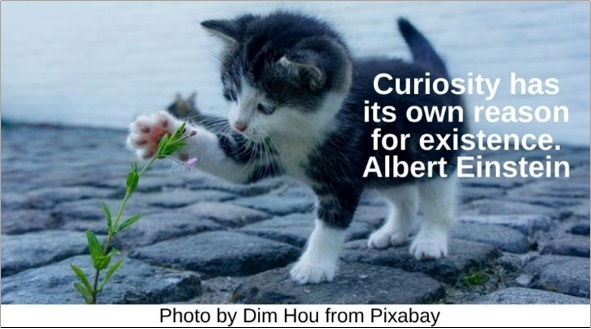 Curiosity has
its own reason
for existence.
Albert Einstein
Photo by Dim Hou from Pixabay